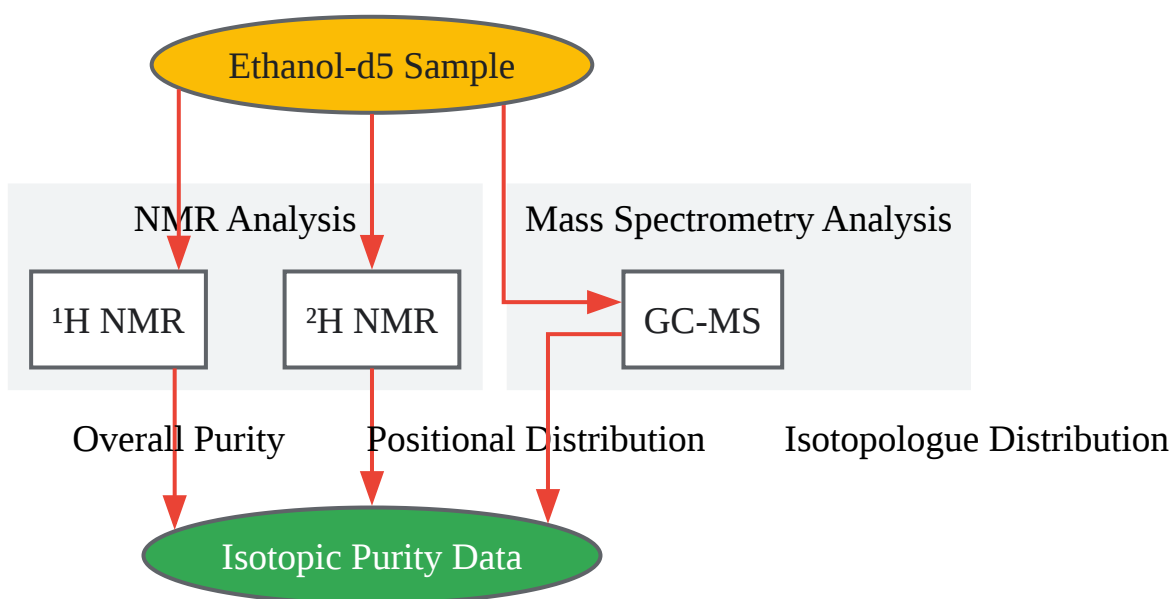 Ethanol-d5 Sample
NMR Analysis
Mass Spectrometry Analysis
¹H NMR
²H NMR
GC-MS
Overall Purity
Positional Distribution
Isotopologue Distribution
Isotopic Purity Data